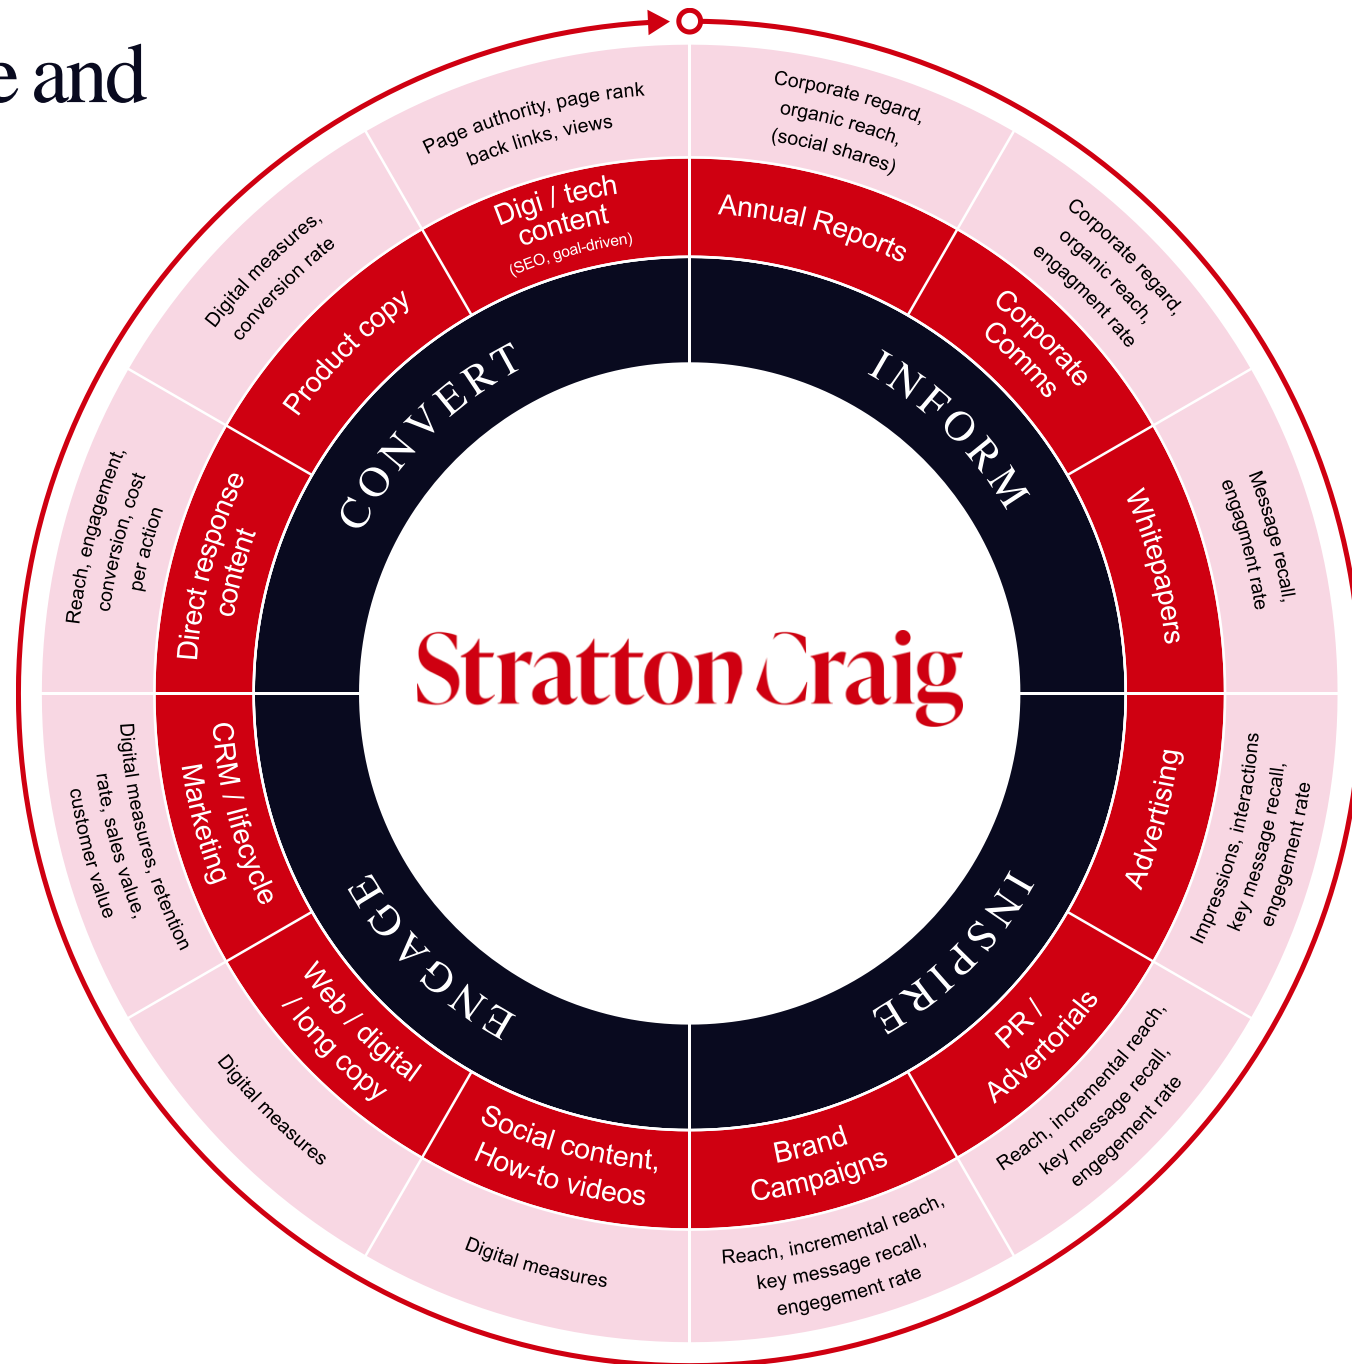 e and
Corporate regard,
organic reach,
(social shares)
Annual Reports
Corporate regard,
organic reach,
engagment rate
Corporate
Comms
Message recall,
engagment rate
Whitepapers
INFORM
Impressions, interactions
key message recall,
engegement rate
Advertising
Reach, incremental reach,
key message recall,
engegement rate
PR /
Advertorials
Reach, incremental reach,
key message recall,
engegement rate
Brand
Campaigns
INSPIRE
Digital measures
Social content,
How-to videos
Digital measures
Web / digital
/ long copy
Digital measures, retention
rate, sales value,
customer value
CRM / lifecycle
Marketing
ENGAGE
Reach, engagement,
conversion, cost
per action
Direct response
content
Digital measures,
conversion rate
Product copy
Page authority, page rank
back links, views
Digi / tech
content
(SEO, goal-driven)
CONVERT
Stratton Craig